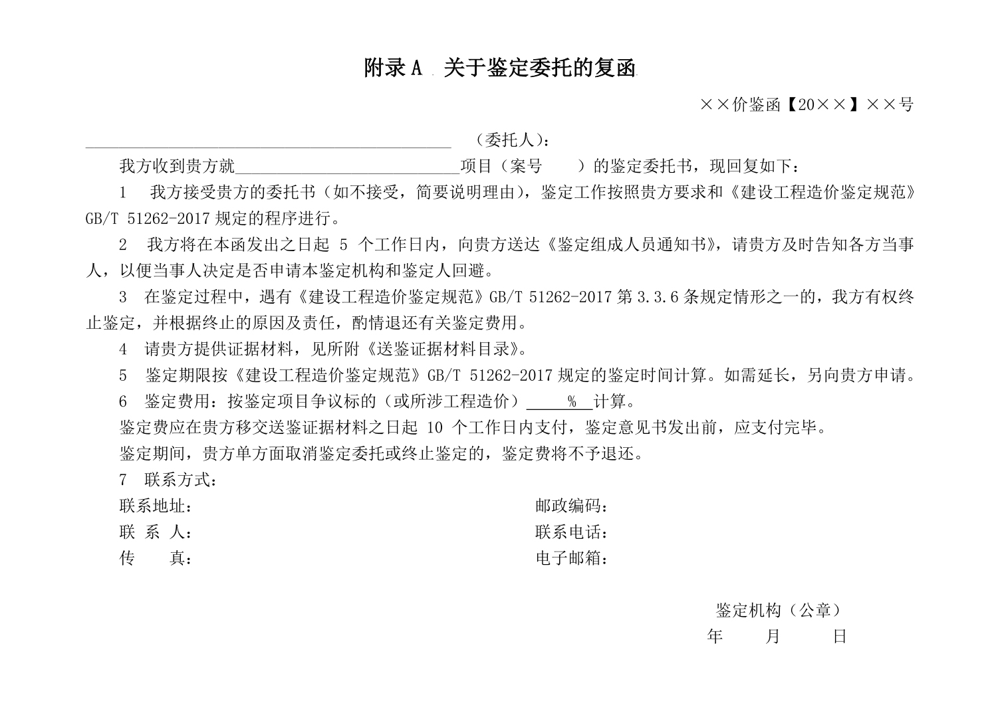 附录 A　关于鉴定委托的复函
××价鉴函【20××】××号
____________________________________________（委托人）：
我方收到贵方就___________________________项目（案号　　）的鉴定委托书，现回复如下：
1　我方接受贵方的委托书（如不接受，简要说明理由），鉴定工作按照贵方要求和《建设工程造价鉴定规范》
GB/T 51262-2017 规定的程序进行。
2　我方将在本函发出之日起 5 个工作日内，向贵方送达《鉴定组成人员通知书》，请贵方及时告知各方当事
人，以便当事人决定是否申请本鉴定机构和鉴定人回避。
3　在鉴定过程中，遇有《建设工程造价鉴定规范》GB/T 51262-2017 第 3.3.6 条规定情形之一的，我方有权终
止鉴定，并根据终止的原因及责任，酌情退还有关鉴定费用。
4　请贵方提供证据材料，见所附《送鉴证据材料目录》。
5　鉴定期限按《建设工程造价鉴定规范》GB/T 51262-2017 规定的鉴定时间计算。如需延长，另向贵方申请。
6　鉴定费用：按鉴定项目争议标的（或所涉工程造价）_____%__计算。
鉴定费应在贵方移交送鉴证据材料之日起 10 个工作日内支付，鉴定意见书发出前，应支付完毕。
鉴定期间，贵方单方面取消鉴定委托或终止鉴定的，鉴定费将不予退还。
7　联系方式：
联系地址：　　邮政编码：
联 系 人：　　联系电话：
传　　真：　　电子邮箱：
鉴定机构（公章）
年　　月　　日